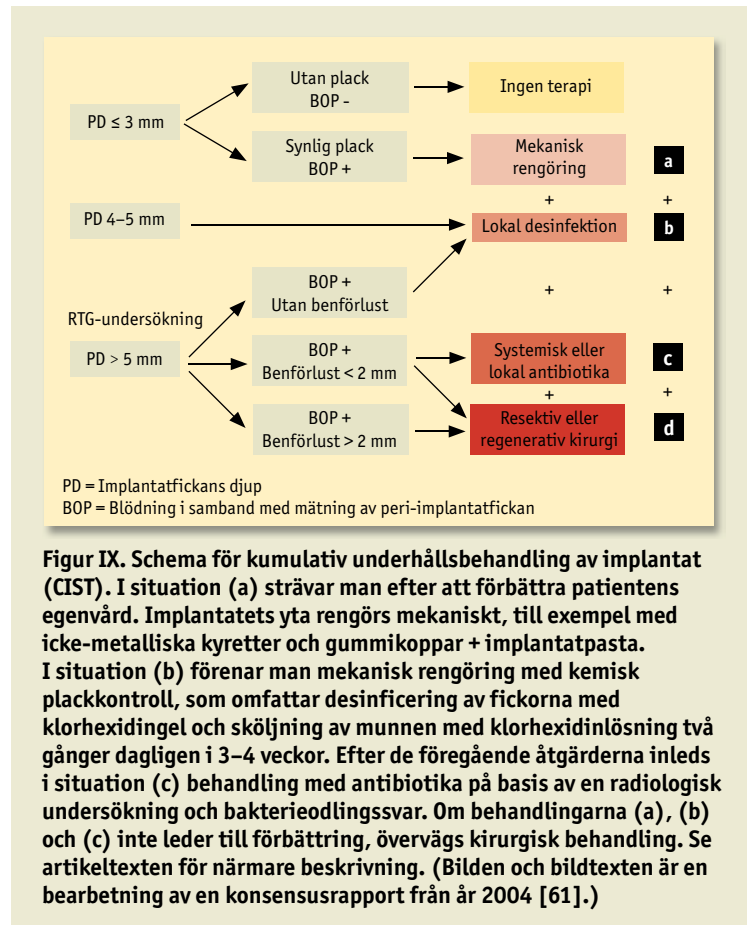 Utan plack
BOP -
Ingen terapi
PD ≤ 3 mm
Synlig plack
BOP +
Mekanisk
rengöring
a
+
+
PD 4–5 mm
Lokal desinfektion
b
BOP +
Utan benförlust
+
+
RTG-undersökning
PD > 5 mm
BOP +
Benförlust < 2 mm
Systemisk eller
lokal antibiotika
c
+
+
BOP +
Benförlust > 2 mm
Resektiv eller
regenerativ kirurgi
d
PD = Implantatfickans djup
BOP = Blödning i samband med mätning av peri-implantatfickan
Figur IX. Schema för kumulativ underhållsbehandling av implantat
(CIST). I situation (a) strävar man efter att förbättra patientens
egenvård. Implantatets yta rengörs mekaniskt, till exempel med
icke-metalliska kyretter och gummikoppar + implantatpasta.
I situation (b) förenar man mekanisk rengöring med kemisk
plackkontroll, som omfattar desinficering av fickorna med
klorhexidingel och sköljning av munnen med klorhexidinlösning två
gånger dagligen i 3–4 veckor. Efter de föregående åtgärderna inleds
i situation (c) behandling med antibiotika på basis av en radiologisk
undersökning och bakterieodlingssvar. Om behandlingarna (a), (b)
och (c) inte leder till förbättring, övervägs kirurgisk behandling. Se
artikeltexten för närmare beskrivning. (Bilden och bildtexten är en
bearbetning av en konsensusrapport från år 2004 [61].)